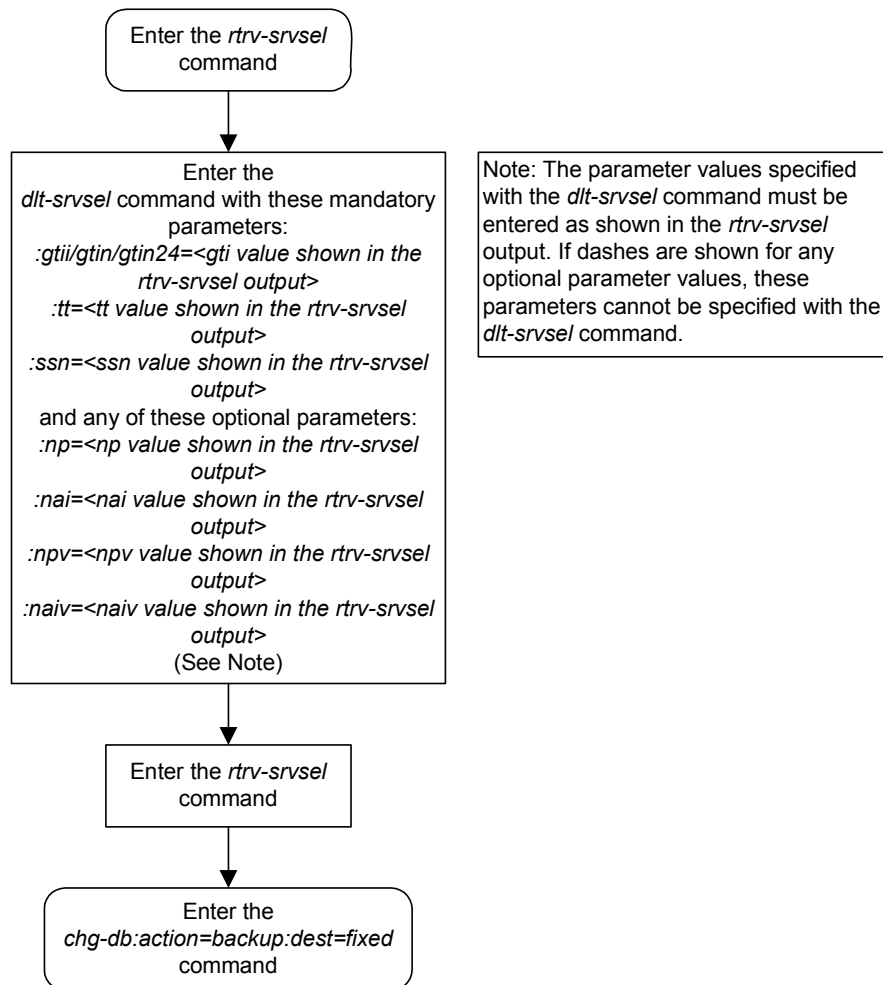 Enter the rtrv-srvsel
command
Enter the
dlt-srvsel command with these mandatory
parameters:
:gtii/gtin/gtin24=<gti value shown in the
rtrv-srvsel output>
:tt=<tt value shown in the rtrv-srvsel
output>
:ssn=<ssn value shown in the rtrv-srvsel
output>
and any of these optional parameters:
:np=<np value shown in the rtrv-srvsel
output>
:nai=<nai value shown in the rtrv-srvsel
output>
:npv=<npv value shown in the rtrv-srvsel
output>
:naiv=<naiv value shown in the rtrv-srvsel
output>
(See Note)
Note: The parameter values specified
with the dlt-srvsel command must be
entered as shown in the rtrv-srvsel
output. If dashes are shown for any
optional parameter values, these
parameters cannot be specified with the
dlt-srvsel command.
Enter the rtrv-srvsel
command
Enter the
chg-db:action=backup:dest=fixed
command